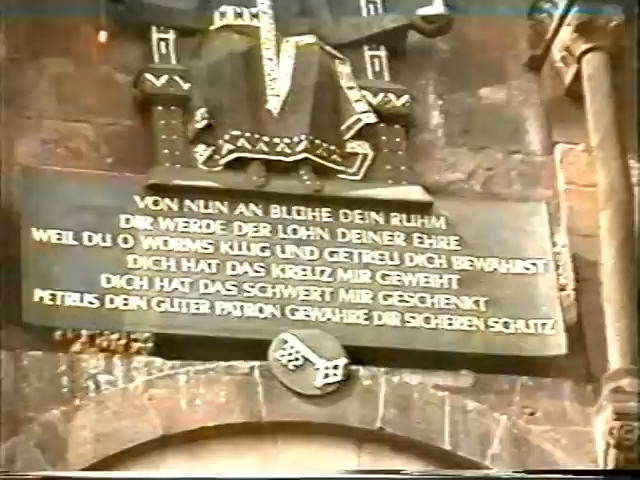 VON NUN AN BLÜHE DEIN RUHM
DIR WERDE DER LOHN DEINER EHRE
WEIL DU O WORMS KLUG UND GETREU DICH BEWÄHRST
DICH HAT DAS KREUZ MIR GEWEIHT
DICH HAT DAS SCHWERT MIR GESCHENKT
PETRUS DEIN GUTER PATRON GEWÄHRE DIR SICHEREN SCHUTZ